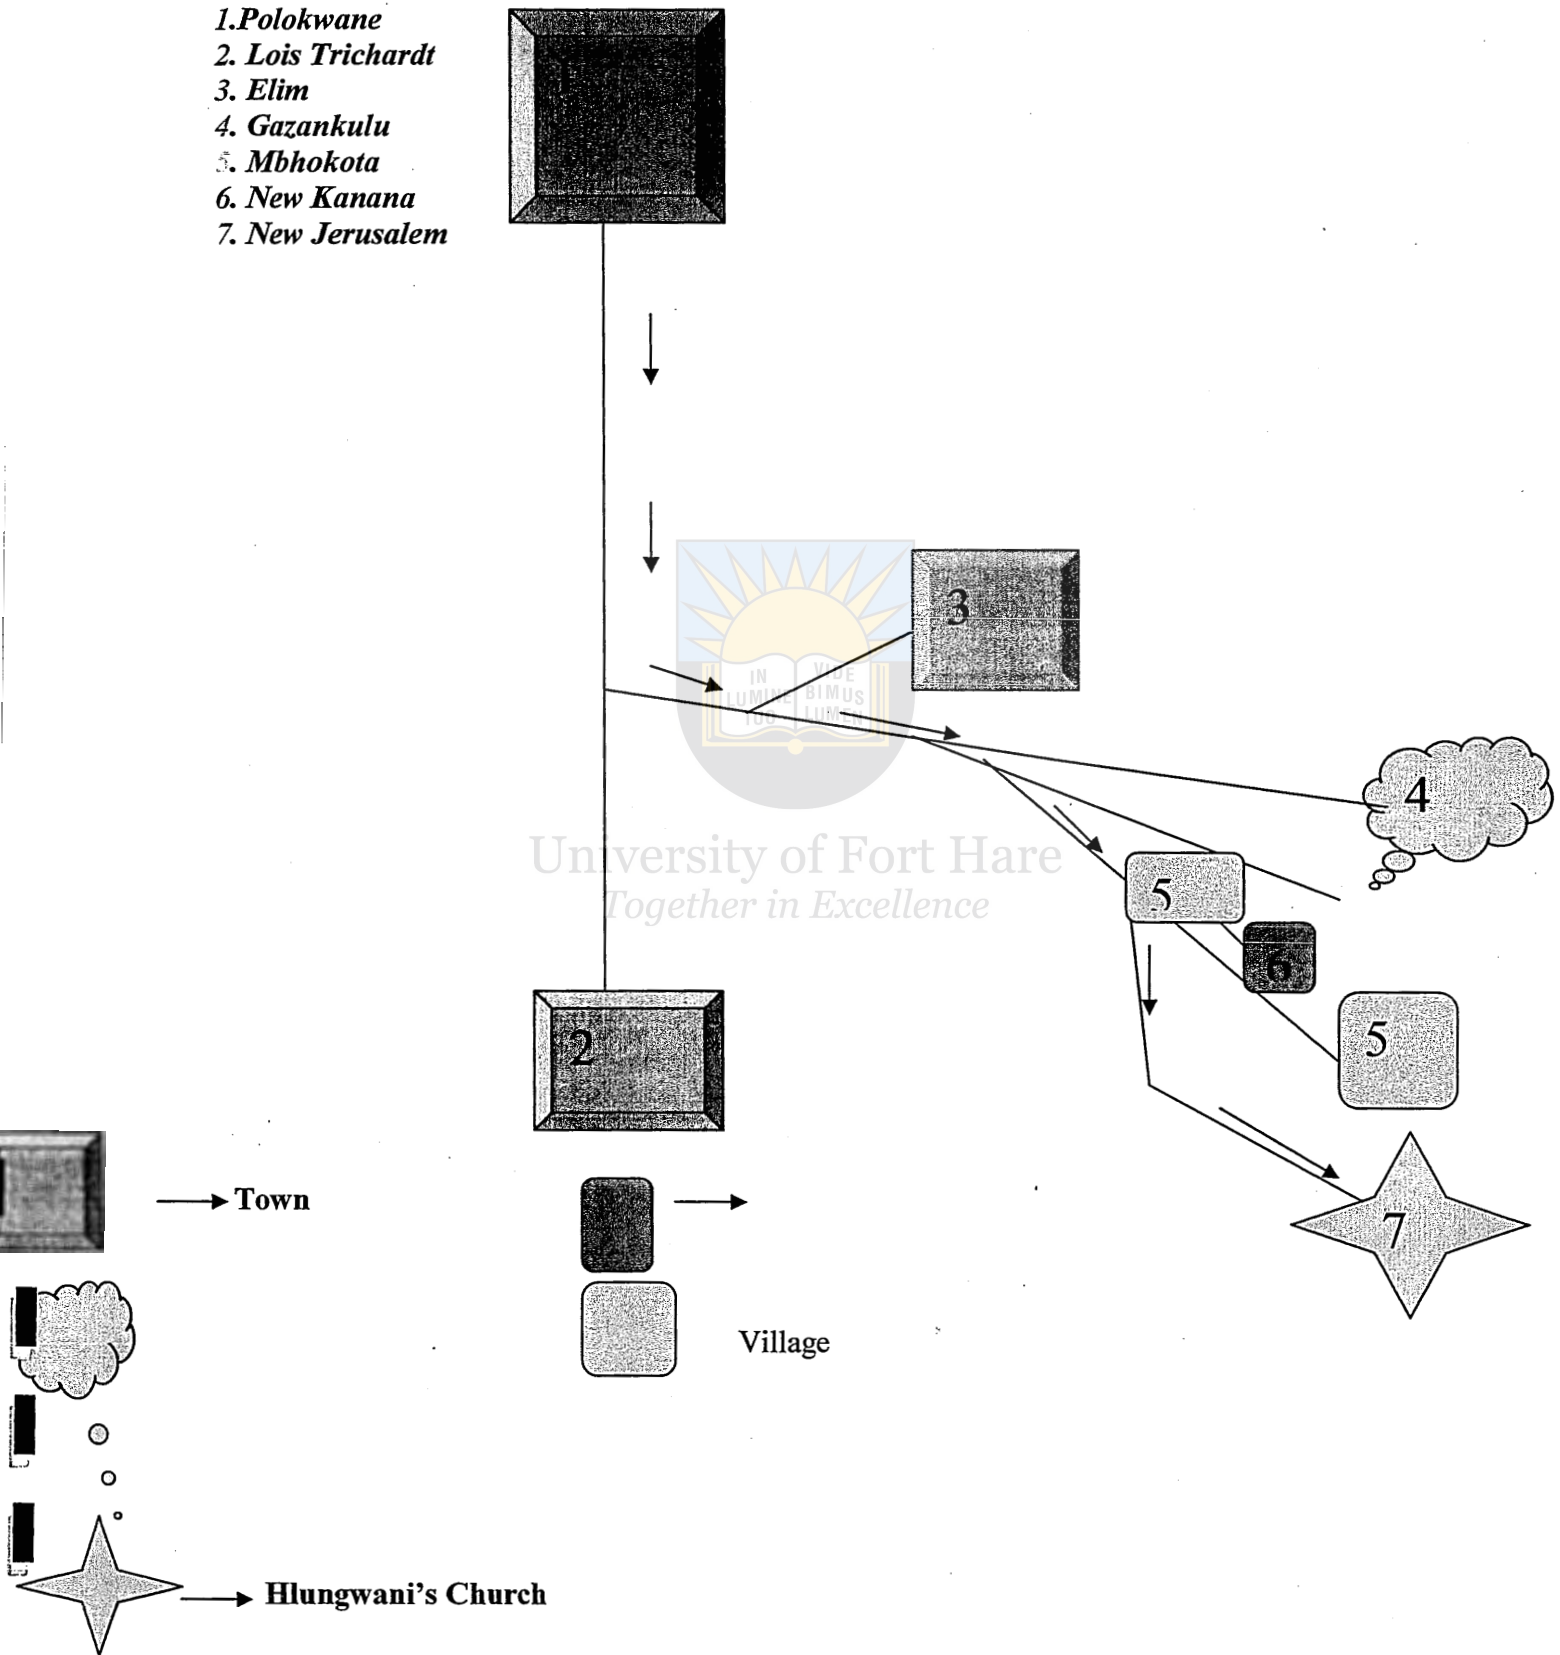 1.Polokwane
2. Lois Trichardt
3. Elim
4. Gazankulu
5. Mbhokota
6. New Kanana
7. New Jerusalem
3
IN
LUMINE
TUO
VIDE
BIMUS
LUMEN
4
University of Fort Hare
Together in Excellence
5
6
5
2
7
Town
Village
Hlungwani's Church